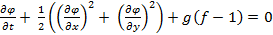 ∂φ/∂t + 1/2((∂φ/∂x)² + (∂φ/∂y)²) + g(f − 1) = 0